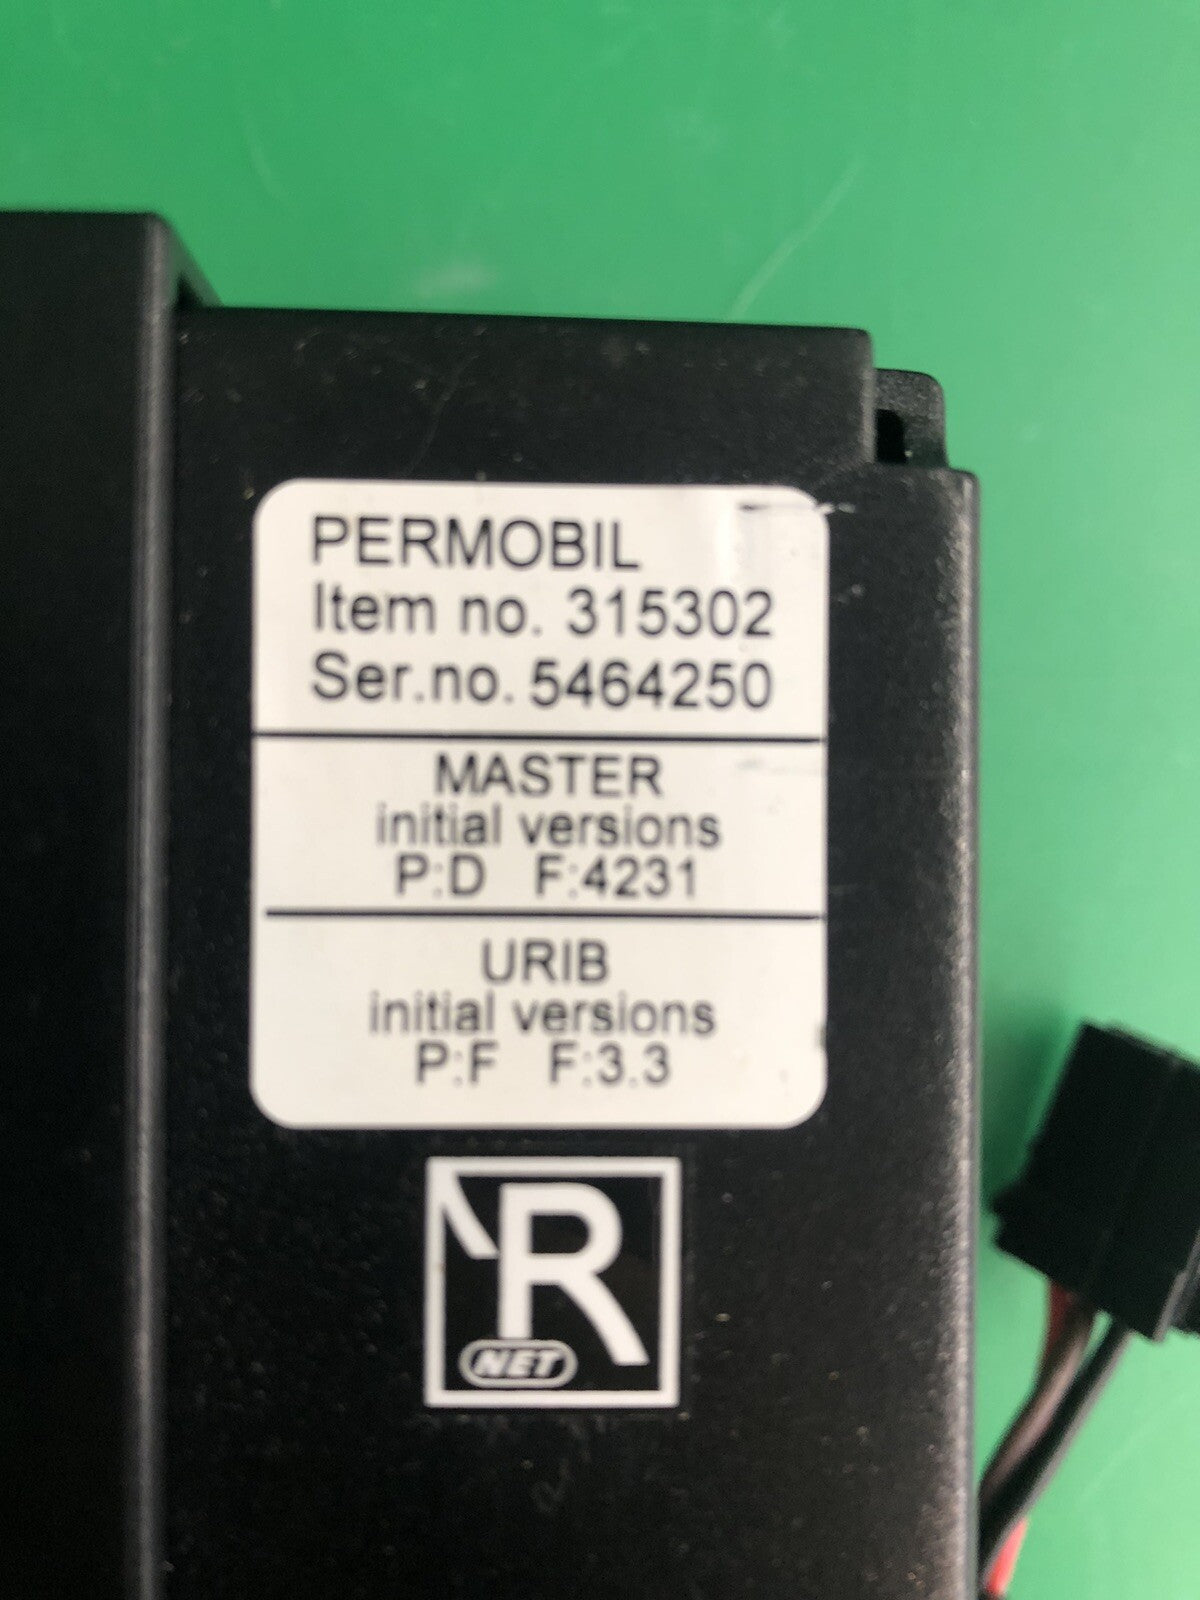 PERMOBIL
Item no. 315302
Ser.no. 5464250
MASTER
initial versions
P:D F:4231
URIB
initial versions
P:F F:3.3
R
NET